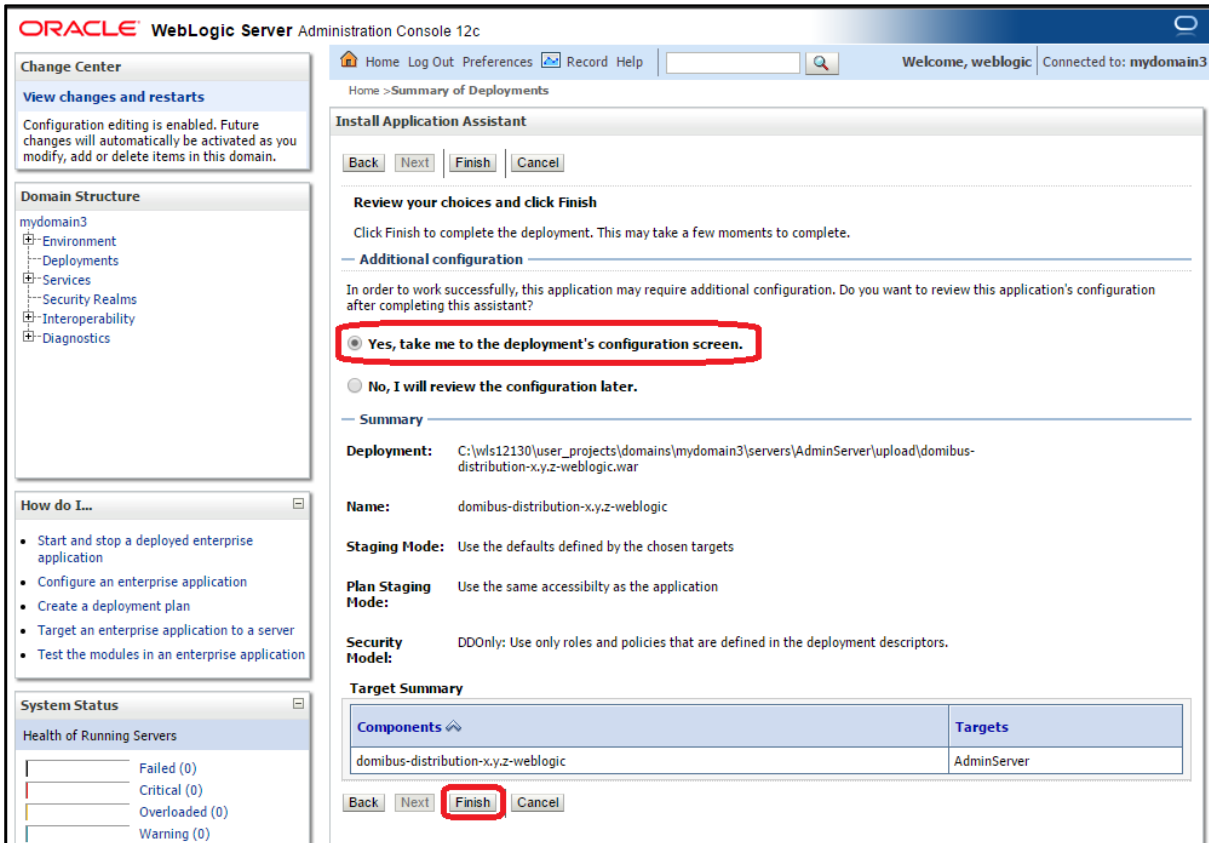 ORACLE WebLogic Server Administration Console 12c
Change Center
View changes and restarts
Configuration editing is enabled. Future
changes will automatically be activated as you
modify, add or delete items in this domain.
Domain Structure
mydomain3
Environment
Deployments
Services
Security Realms
Interoperability
Diagnostics
How do I...
Start and stop a deployed enterprise
application
Configure an enterprise application
Create a deployment plan
Target an enterprise application to a server
Test the modules in an enterprise application
System Status
Health of Running Servers
Failed (0)
Critical (0)
Overloaded (0)
Warning (0)
Home Log Out Preferences Record Help
Welcome, weblogic Connected to: mydomain3
Home >Summary of Deployments
Install Application Assistant
Back Next Finish Cancel
Review your choices and click Finish
Click Finish to complete the deployment. This may take a few moments to complete.
Additional configuration
In order to work successfully, this application may require additional configuration. Do you want to review this application's configuration
after completing this assistant?
Yes, take me to the deployment's configuration screen.
No, I will review the configuration later.
Summary
Deployment: C:\wls12130\user_projects\domains\mydomain3\servers\AdminServer\upload\domibus-
distribution-x.y.z-weblogic.war
Name: domibus-distribution-x.y.z-weblogic
Staging Mode: Use the defaults defined by the chosen targets
Plan Staging Use the same accessibilty as the application
Mode:
Security DDOnly: Use only roles and policies that are defined in the deployment descriptors.
Model:
Target Summary
Components Targets
domibus-distribution-x.y.z-weblogic AdminServer
Back Next Finish Cancel